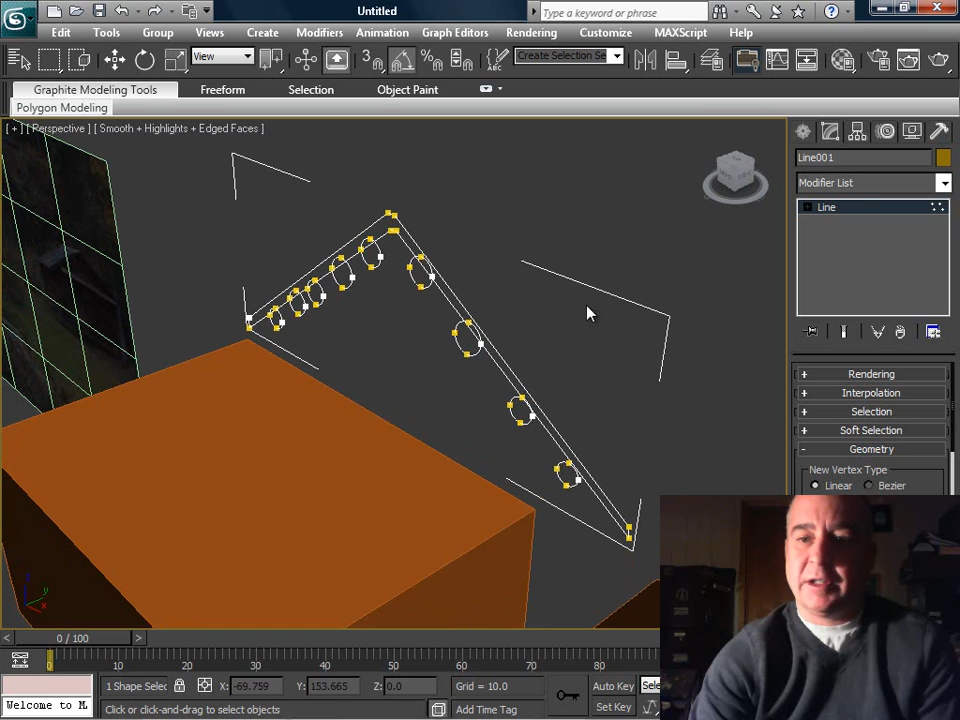 Untitled
Type a keyword or phrase
Edit Tools Group Views Create Modifiers Animation Graph Editors Rendering Customize MAXScript Help
View
3
Create Selection Se
Graphite Modeling Tools Freeform Selection Object Paint
Polygon Modeling
[ + ] [ Perspective ] [ Smooth + Highlights + Edged Faces ]
Line001
Modifier List
Line
+ Rendering
+ Interpolation
+ Selection
+ Soft Selection
- Geometry
New Vertex Type
Linear Bezier
z y x
< 0 / 100 >
0 10 20 30 40 50 60 70 80
1 Shape Selec X: -69.759 Y: 153.665 Z: 0.0 Grid = 10.0 Auto Key Selec
Welcome to M. Click or click-and-drag to select objects Add Time Tag Set Key